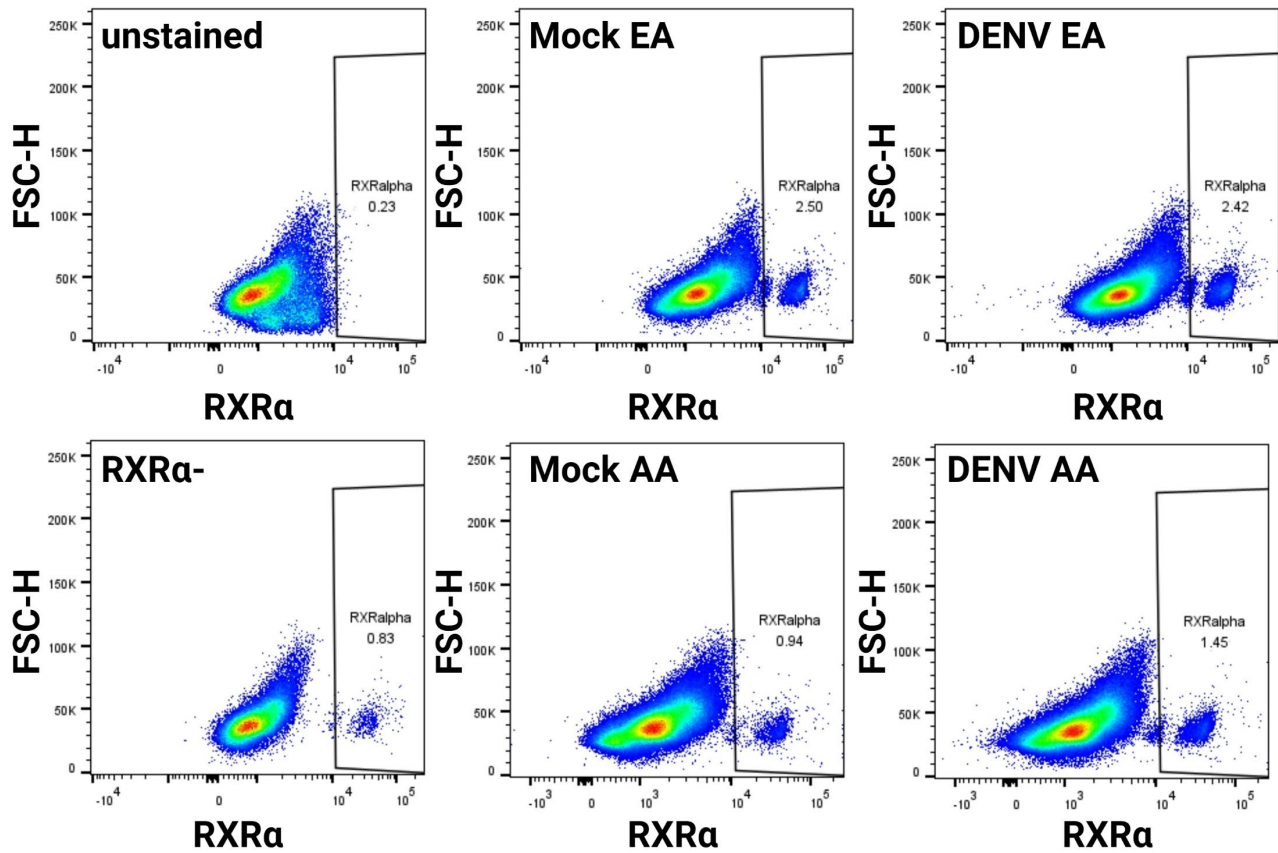 unstained
FSC-H
250K
200K
150K
100K
50K
0
RXRalpha
0.23
-10^4
0
10^4
10^5
RXRα
Mock EA
FSC-H
250K
200K
150K
100K
50K
0
RXRalpha
2.50
-10^4
0
10^4
10^5
RXRα
DENV EA
FSC-H
250K
200K
150K
100K
50K
0
RXRalpha
2.42
-10^4
0
10^4
10^5
RXRα
RXRα-
FSC-H
250K
200K
150K
100K
50K
0
RXRalpha
0.83
-10^4
0
10^4
10^5
RXRα
Mock AA
FSC-H
250K
200K
150K
100K
50K
0
RXRalpha
0.94
-10^3
0
10^3
10^4
10^5
RXRα
DENV AA
FSC-H
250K
200K
150K
100K
50K
0
RXRalpha
1.45
-10^3
0
10^3
10^4
10^5
RXRα